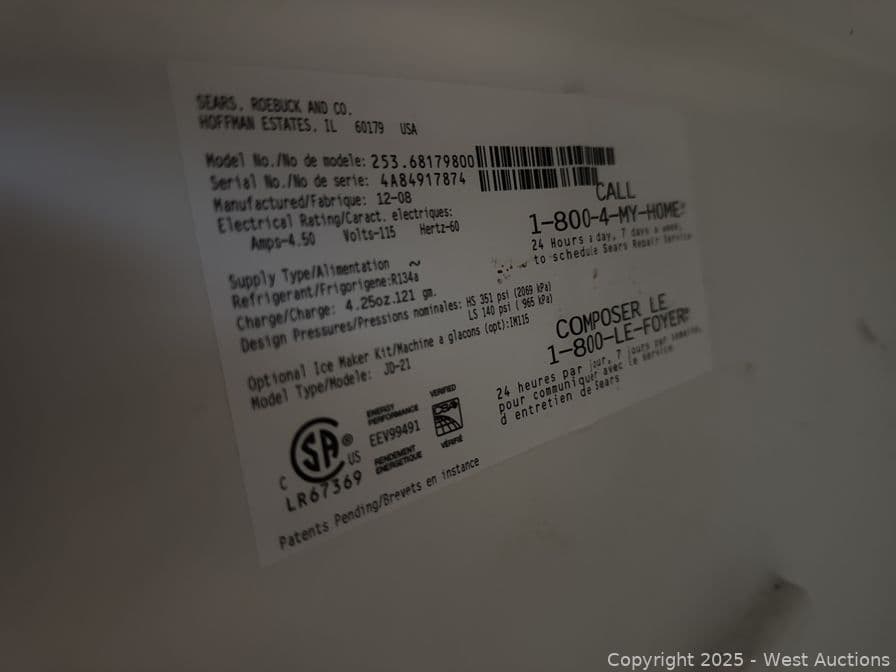 SEARS, ROEBUCK AND CO.
HOFFMAN ESTATES, IL 60179 USA
Model No./No de modele: 253.68179800
Serial No./No de serie: 4A84917874
Manufactured/Fabrique: 12-08
Electrical Rating/Caract. electriques:
Amps-4.50 Volts-115 Hertz-60
CALL
1-800-4-MY-HOME®
24 Hours a day, 7 days a week,
to schedule Sears Repair Service
Supply Type/Alimentation ~
Refrigerant/Frigorigene:R134a
Charge/Charge: 4.25oz.121 gm.
Design Pressures/Pressions nominales: HS 351 psi (2069 kPa)
LS 140 psi ( 965 kPa)
Optional Ice Maker Kit/Machine a glacons (opt):IM115
Model Type/Modele: JD-21
COMPOSER LE
1-800-LE-FOYER®
24 heures par jour, 7 jours par semaine,
pour communiquer avec le service
d entretien de Sears
C SA ® US
LR67369
ENERGY
PERFORMANCE
EEV99491
RENDEMENT
ENERGETIQUE
VERIFIED
CSA
VÉRIFIÉ
Patents Pending/Brevets en instance
Copyright 2025 - West Auctions